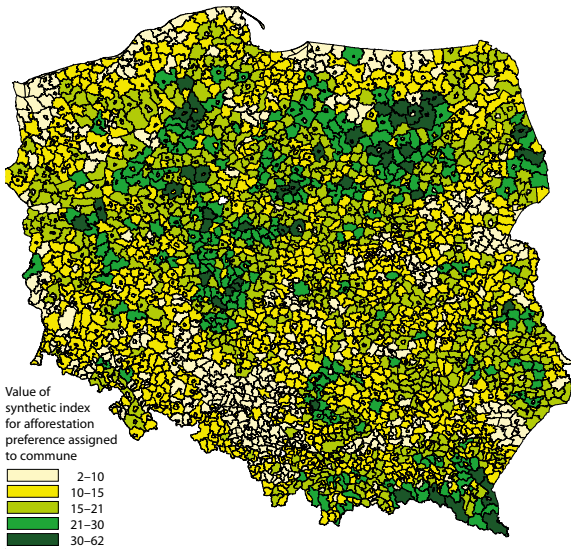 Value of
synthetic index
for afforestation
preference assigned
to commune
2–10
10–15
15–21
21–30
30–62